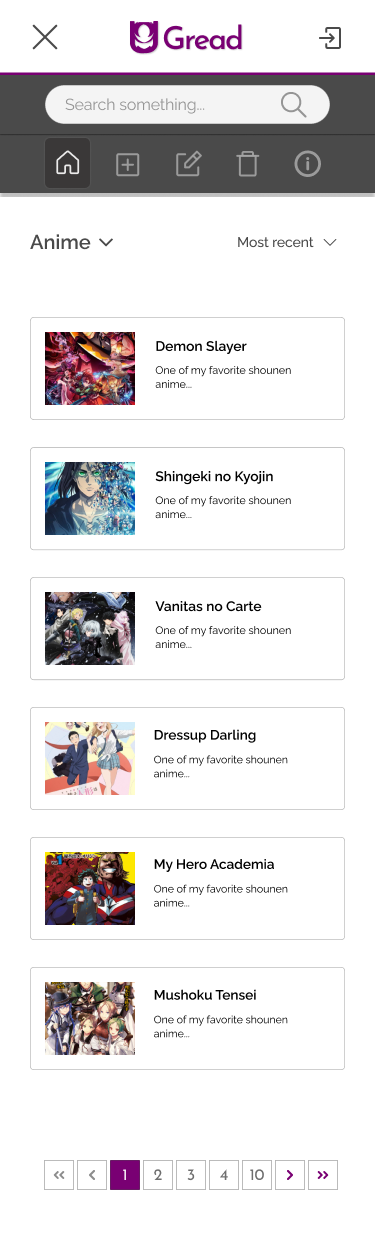 Gread
Search something...
Anime
Most recent
Demon Slayer
One of my favorite shounen
anime...
Shingeki no Kyojin
One of my favorite shounen
anime...
Vanitas no Carte
One of my favorite shounen
anime...
Dressup Darling
One of my favorite shounen
anime...
My Hero Academia
One of my favorite shounen
anime...
Mushoku Tensei
One of my favorite shounen
anime...
« ‹ 1 2 3 4 10 › »